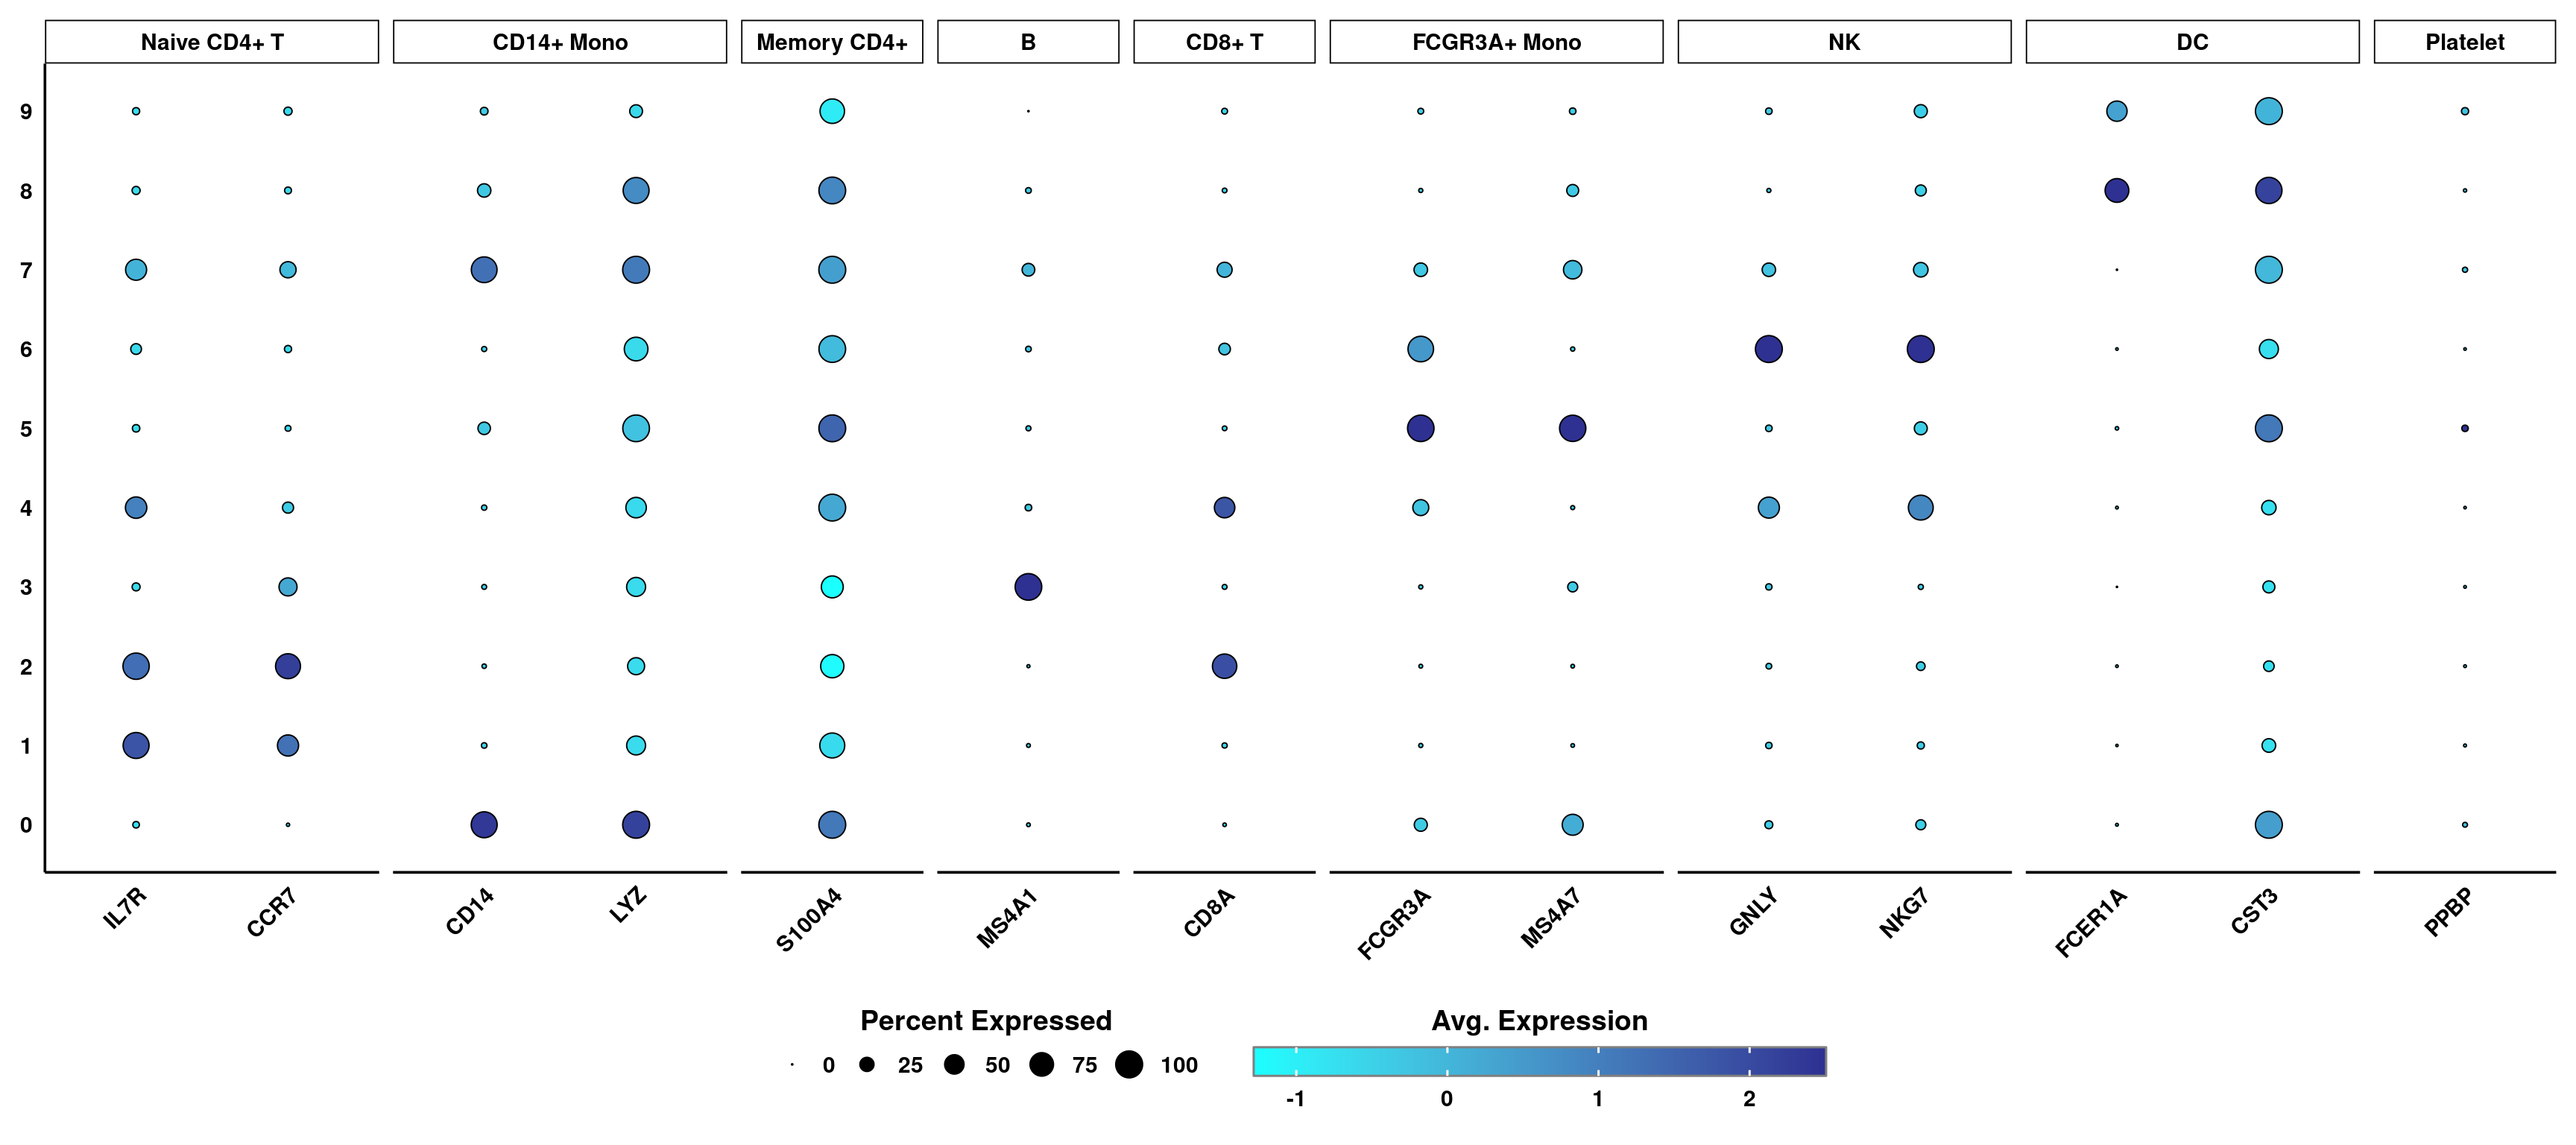 Naive CD4+ T CD14+ Mono Memory CD4+ B CD8+ T FCGR3A+ Mono NK DC Platelet
9
8
7
6
5
4
3
2
1
0
IL7R CCR7 CD14 LYZ S100A4 MS4A1 CD8A FCGR3A MS4A7 GNLY NKG7 FCER1A CST3 PPBP
Percent Expressed Avg. Expression
0 25 50 75 100
-1 0 1 2